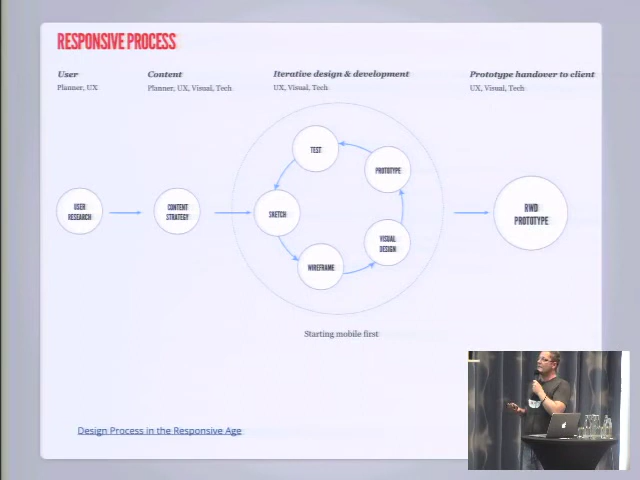 RESPONSIVE PROCESS
User
Planner, UX
Content
Planner, UX, Visual, Tech
Iterative design & development
UX, Visual, Tech
Prototype handover to client
UX, Visual, Tech
TEST
PROTOTYPE
USER
RESEARCH
CONTENT
STRATEGY
SKETCH
VISUAL
DESIGN
WIREFRAME
RWD
PROTOTYPE
Starting mobile first
Design Process in the Responsive Age